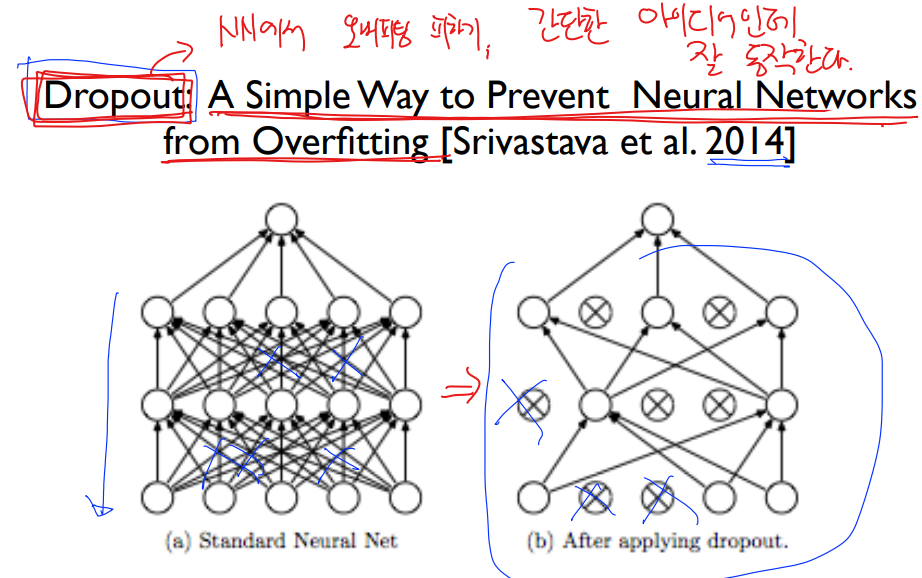 NN에서 오버피팅 피하기, 간단한 아이디어인데
잘 동작한다.
Dropout: A Simple Way to Prevent Neural Networks
from Overfitting [Srivastava et al. 2014]
(a) Standard Neural Net
(b) After applying dropout.